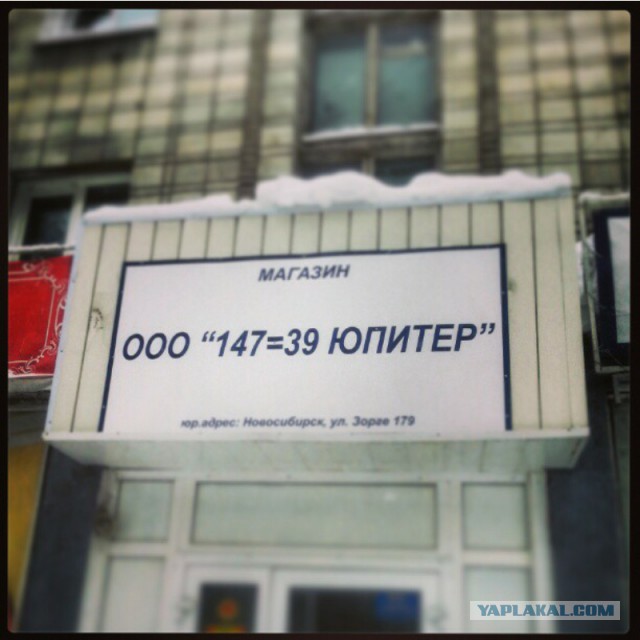 МАГАЗИН
ООО “147=39 ЮПИТЕР”
юр.адрес: Новосибирск, ул. Зорге 179
YAPLAKAL.COM